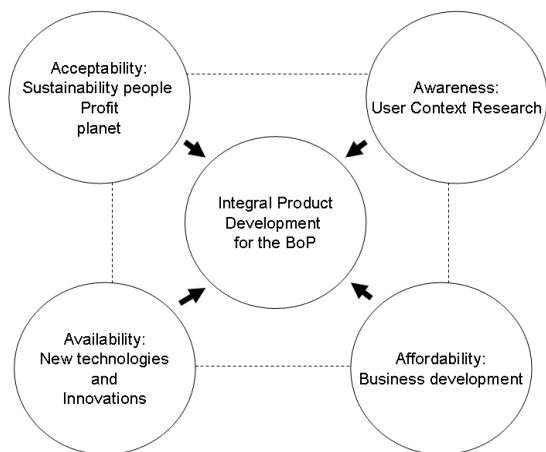 Acceptability:
Sustainability people
Profit
planet
Awareness:
User Context Research
Integral Product
Development
for the BoP
Availability:
New technologies
and
Innovations
Affordability:
Business development